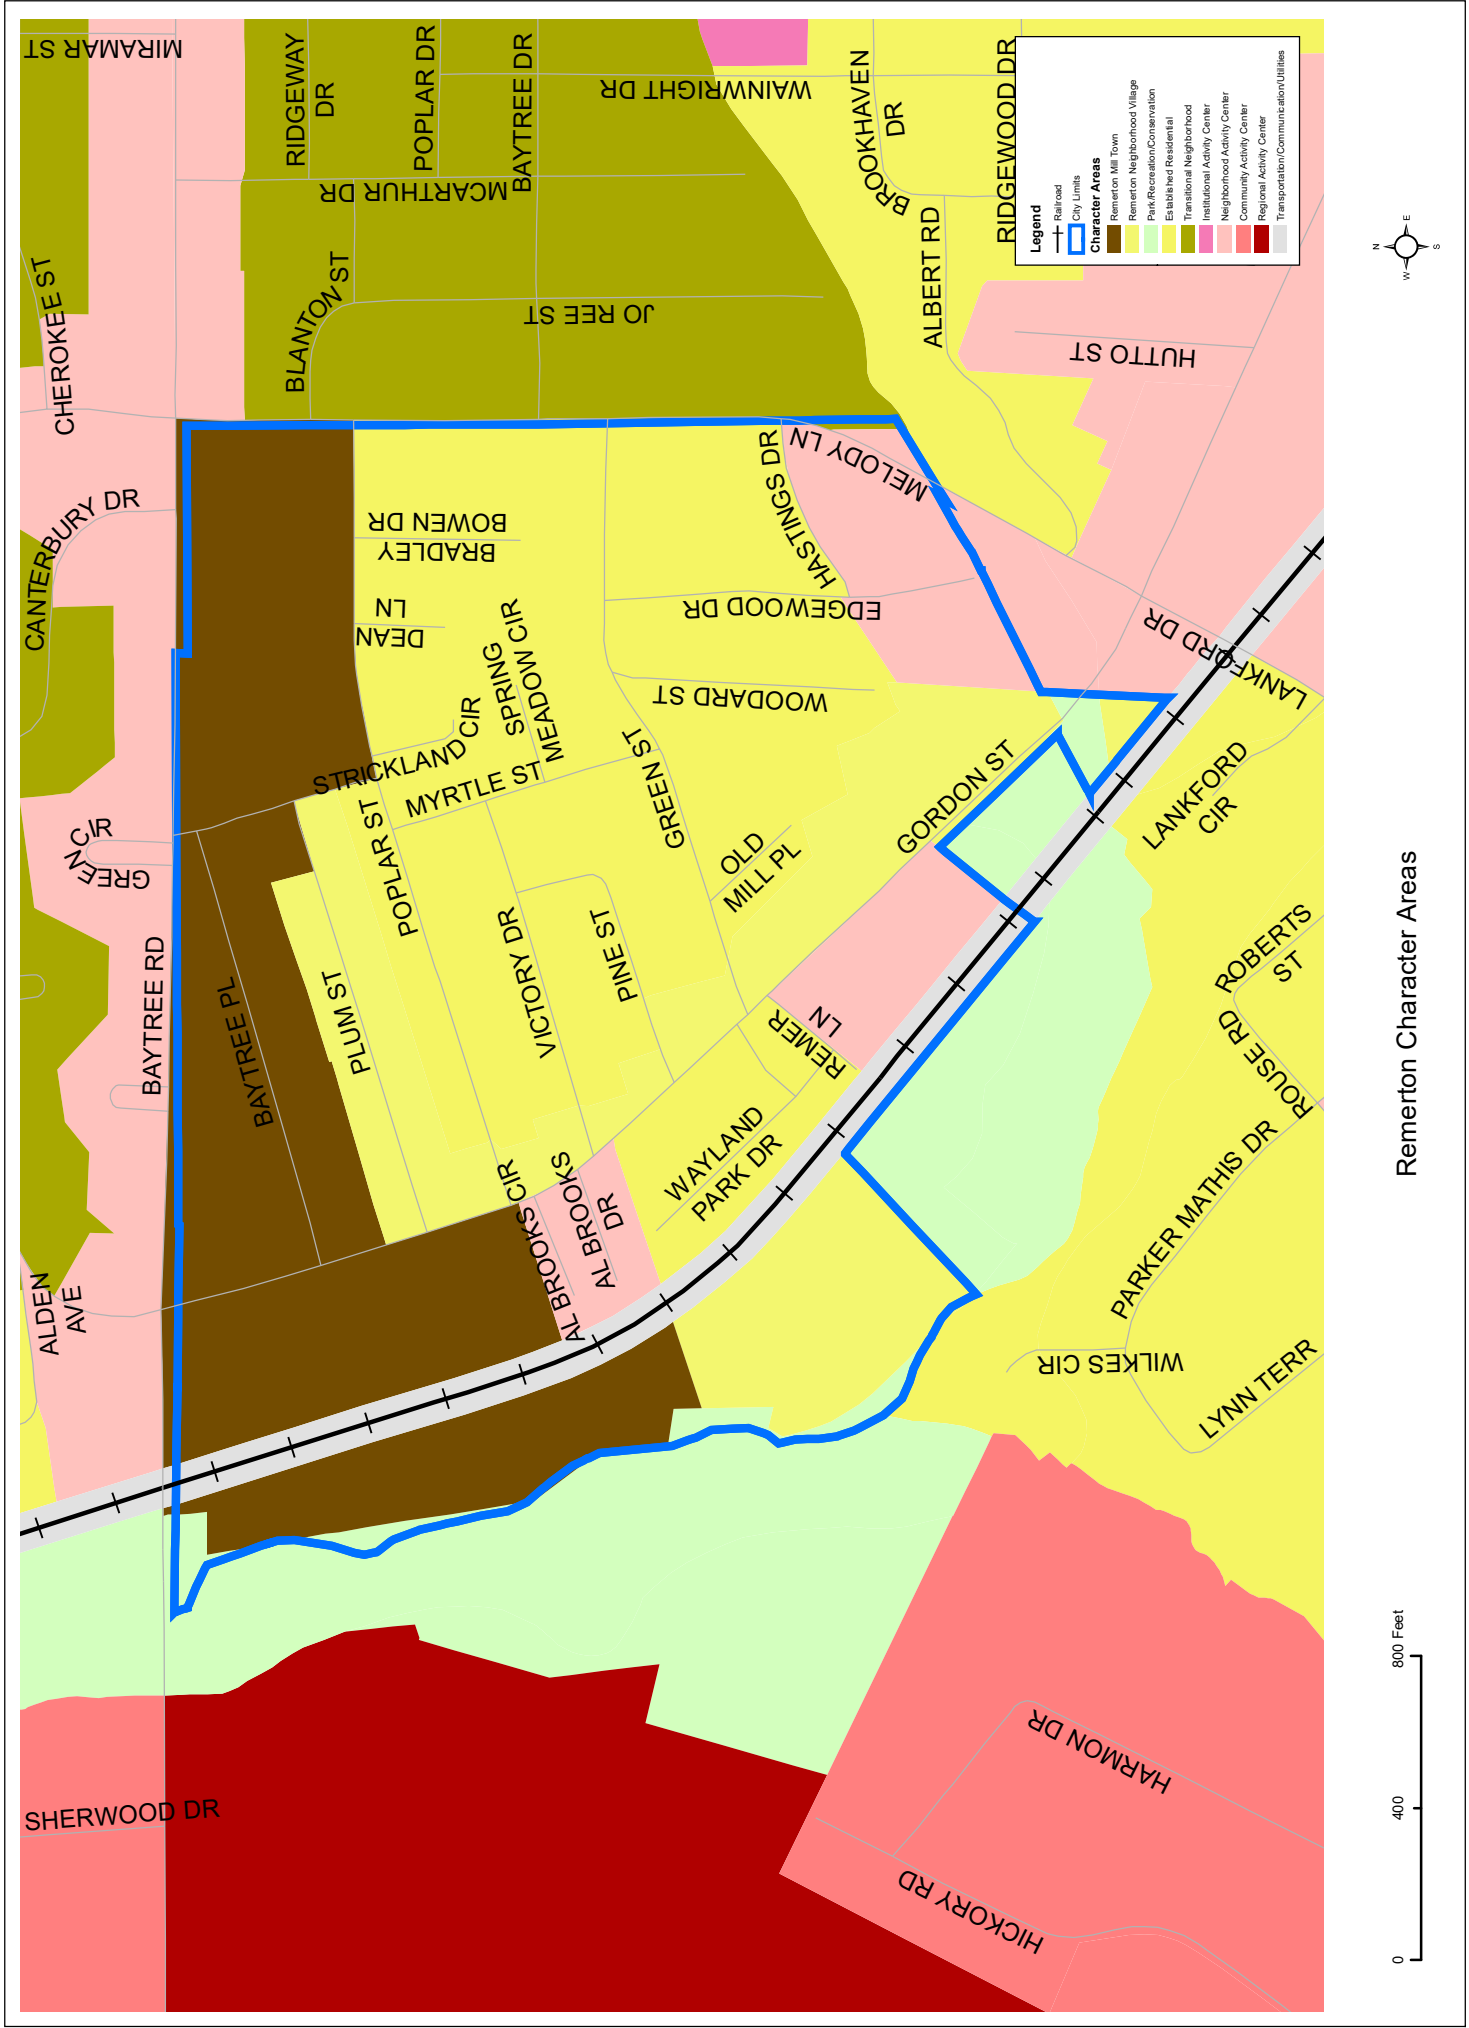 MIRAMAR ST
RIDGEWAY
DR
POPLAR DR
BAYTREE DR
WAINWRIGHT DR
BROOKHAVEN
DR
RIDGEWOOD DR
MCARTHUR DR
CHEROKEE ST
BLANTON ST
JO REE ST
ALBERT RD
HUTTO ST
Legend
Railroad
City Limits
Character Areas
Remerton Mill Town
Remerton Neighborhood Village
Park/Recreation/Conservation
Established Residential
Transitional Neighborhood
Institutional Activity Center
Neighborhood Activity Center
Community Activity Center
Regional Activity Center
Transportation/Communication/Utilities
N
E
S
W
CANTERBURY DR
BOWEN DR
BRADLEY
HASTINGS DR
MELODY LN
DEAN
LN
EDGEWOOD DR
SPRING
MEADOW CIR
WOODARD ST
LANKFORD DR
STRICKLAND
CIR
MYRTLE ST
GREEN ST
GREEN CIR
POPLAR ST
OLD
MILL PL
GORDON ST
LANKFORD
CIR
BAYTREE RD
BAYTREE PL
PLUM ST
VICTORY DR
PINE ST
REMER
LN
ROBERTS
ST
ROUSE RD
WAYLAND
PARK DR
PARKER MATHIS DR
AL BROOKS CIR
AL BROOKS
AL BROOKS
DR
ALDEN
AVE
WILKES CIR
LYNN TERR
SHERWOOD DR
HARMON DR
HICKORY RD
Remerton Character Areas
0
400
800 Feet